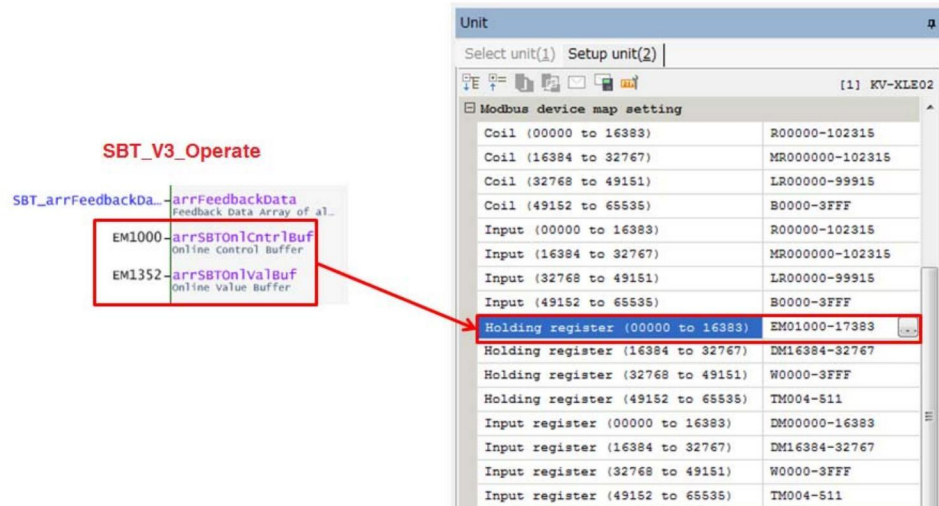 Unit
Select unit(1) Setup unit(2)
[1] KV-XLE02
Modbus device map setting
Coil (00000 to 16383) R00000-102315
Coil (16384 to 32767) MR000000-102315
Coil (32768 to 49151) LR00000-99915
Coil (49152 to 65535) B0000-3FFF
Input (00000 to 16383) R00000-102315
Input (16384 to 32767) MR000000-102315
Input (32768 to 49151) LR00000-99915
Input (49152 to 65535) B0000-3FFF
Holding register (00000 to 16383) EM01000-17383 ...
Holding register (16384 to 32767) DM16384-32767
Holding register (32768 to 49151) W0000-3FFF
Holding register (49152 to 65535) TM004-511
Input register (00000 to 16383) DM00000-16383
Input register (16384 to 32767) DM16384-32767
Input register (32768 to 49151) W0000-3FFF
Input register (49152 to 65535) TM004-511
SBT_V3_Operate
SBT_arrFeedbackDa… arrFeedbackData
Feedback Data Array of al…
EM1000 arrSBTOnlCntrlBuf
Online Control Buffer
EM1352 arrSBTOnlValBuf
Online Value Buffer